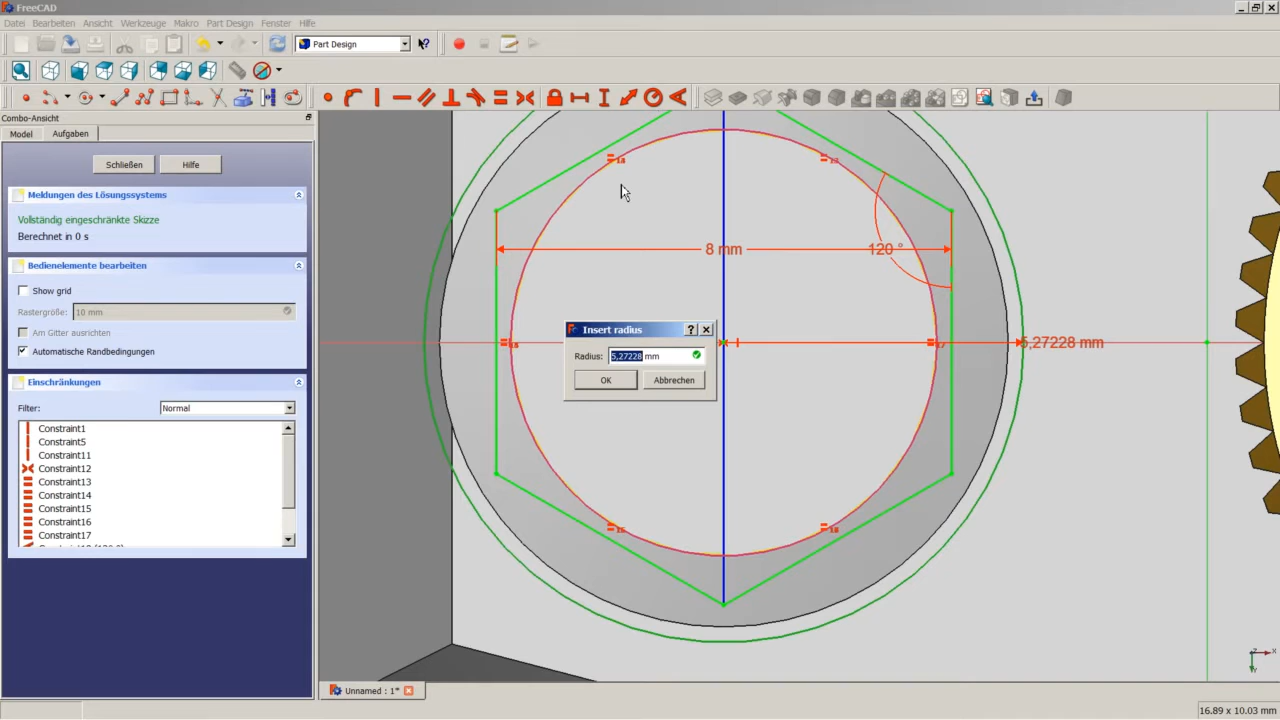 FreeCAD
Datei Bearbeiten Ansicht Werkzeuge Makro Part Design Fenster Hilfe
Part Design
Combo-Ansicht
Model Aufgaben
Schließen Hilfe
Meldungen des Lösungssystems
Vollständig eingeschränkte Skizze
Berechnet in 0 s
Bedienelemente bearbeiten
Show grid
Rastergröße: 10 mm
Am Gitter ausrichten
Automatische Randbedingungen
Einschränkungen
Filter: Normal
Constraint1
Constraint5
Constraint11
Constraint12
Constraint13
Constraint14
Constraint15
Constraint16
Constraint17
8 mm
120 °
Insert radius
Radius: 5,27228 mm
OK Abbrechen
5,27228 mm
Unnamed : 1*
16.89 x 10.03 mm